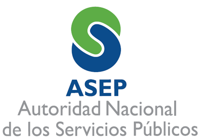 ASEP
Autoridad Nacional
de los Servicios Públicos